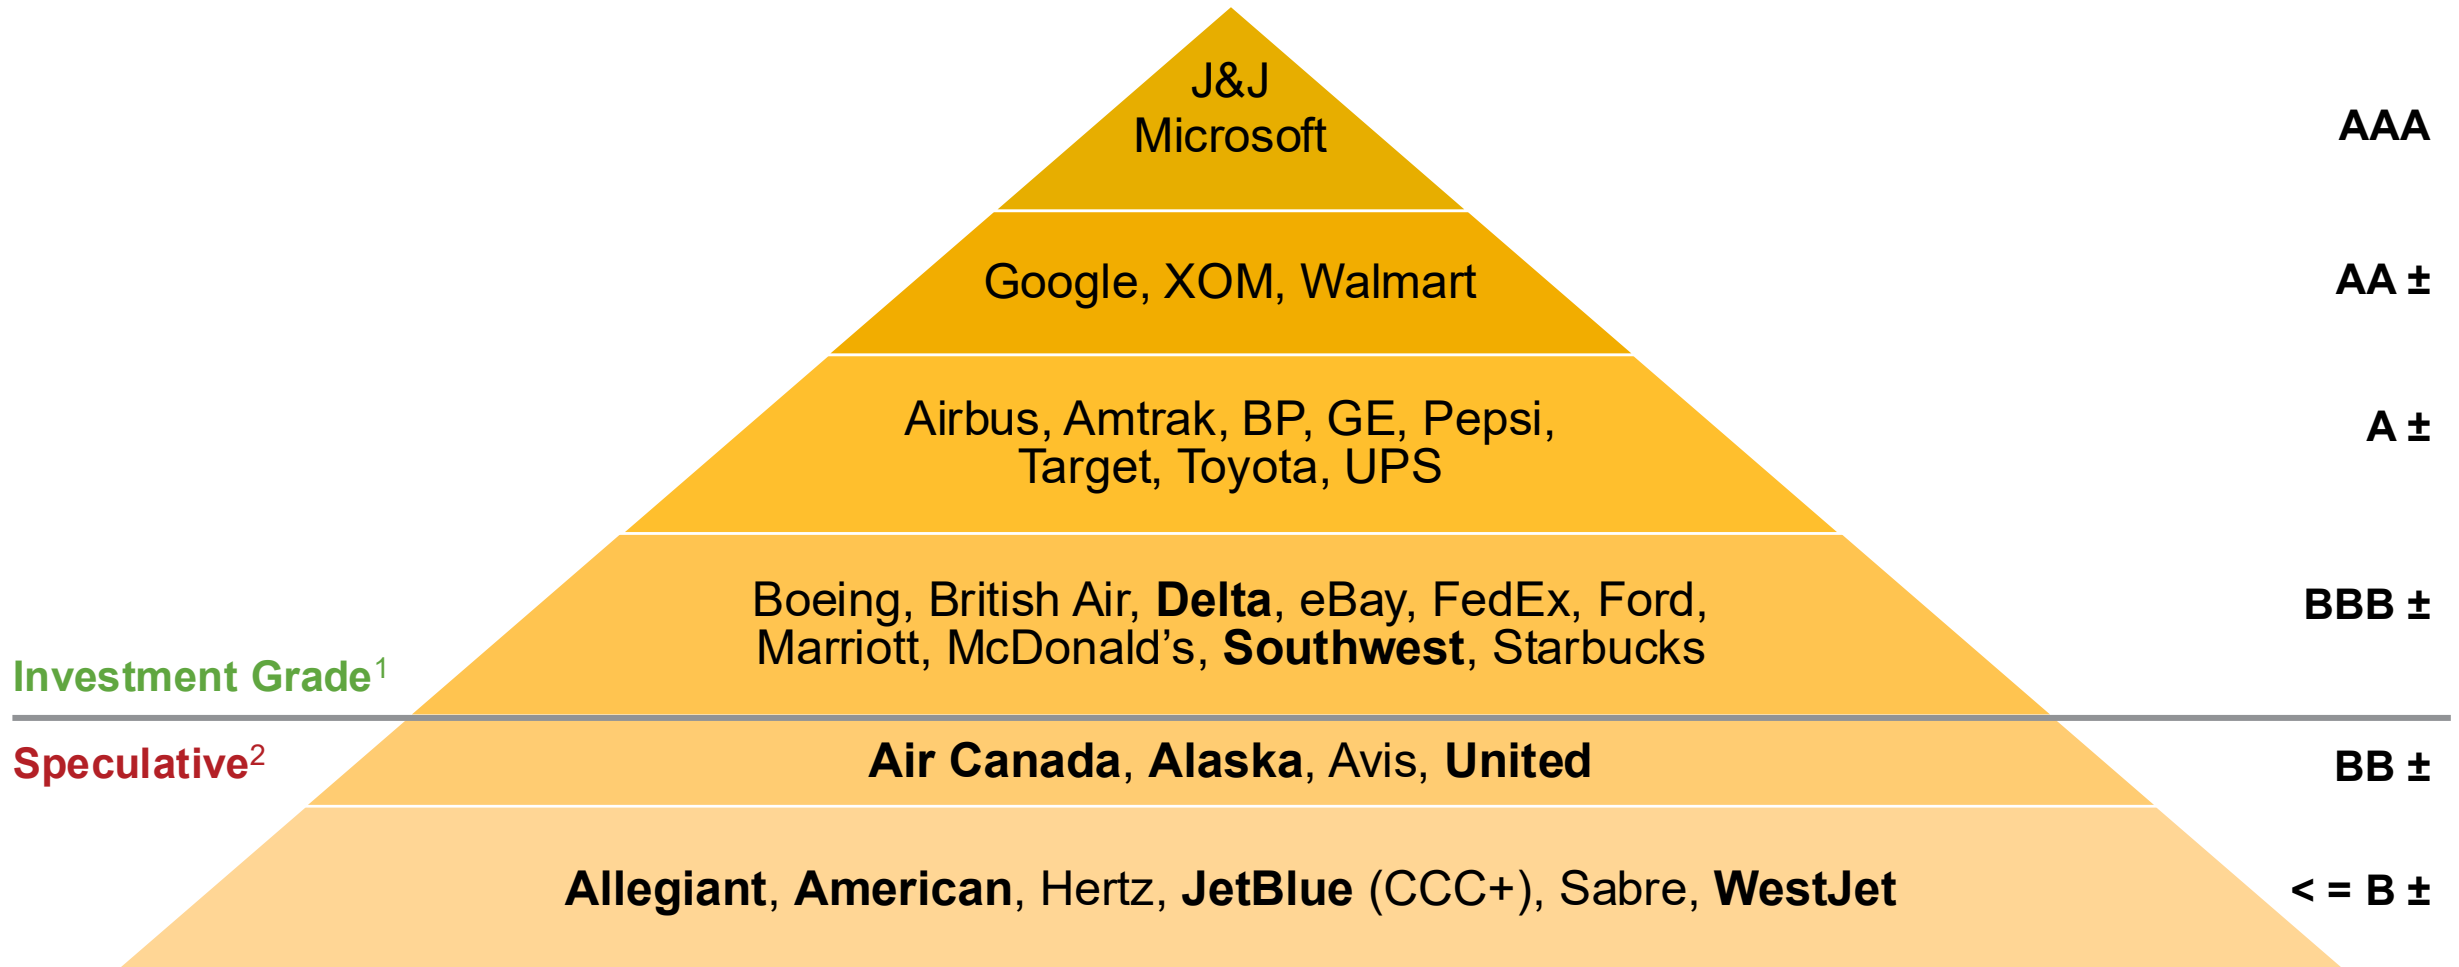 J&J
Microsoft
AAA
Google, XOM, Walmart
AA ±
Airbus, Amtrak, BP, GE, Pepsi,
Target, Toyota, UPS
A ±
Boeing, British Air, Delta, eBay, FedEx, Ford,
Marriott, McDonald’s, Southwest, Starbucks
BBB ±
Investment Grade1
Speculative2
Air Canada, Alaska, Avis, United
BB ±
Allegiant, American, Hertz, JetBlue (CCC+), Sabre, WestJet
< = B ±